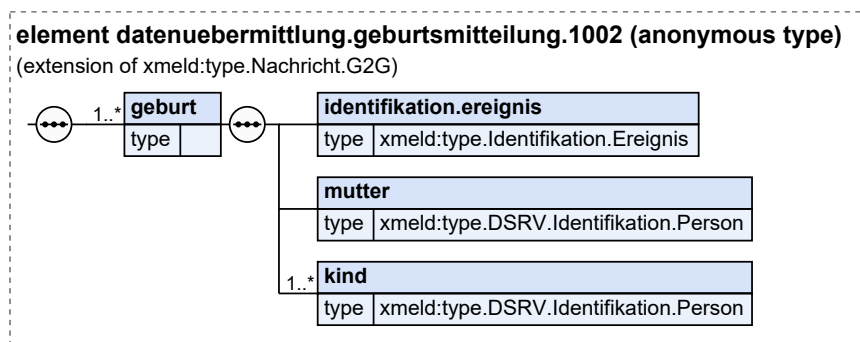 element datenuebermittlung.geburtsmitteilung.1002 (anonymous type)
(extension of xmeld:type.Nachricht.G2G)
1..*
geburt
type
identifikation.ereignis
type xmeld:type.Identifikation.Ereignis
mutter
type xmeld:type.DSRV.Identifikation.Person
1..*
kind
type xmeld:type.DSRV.Identifikation.Person